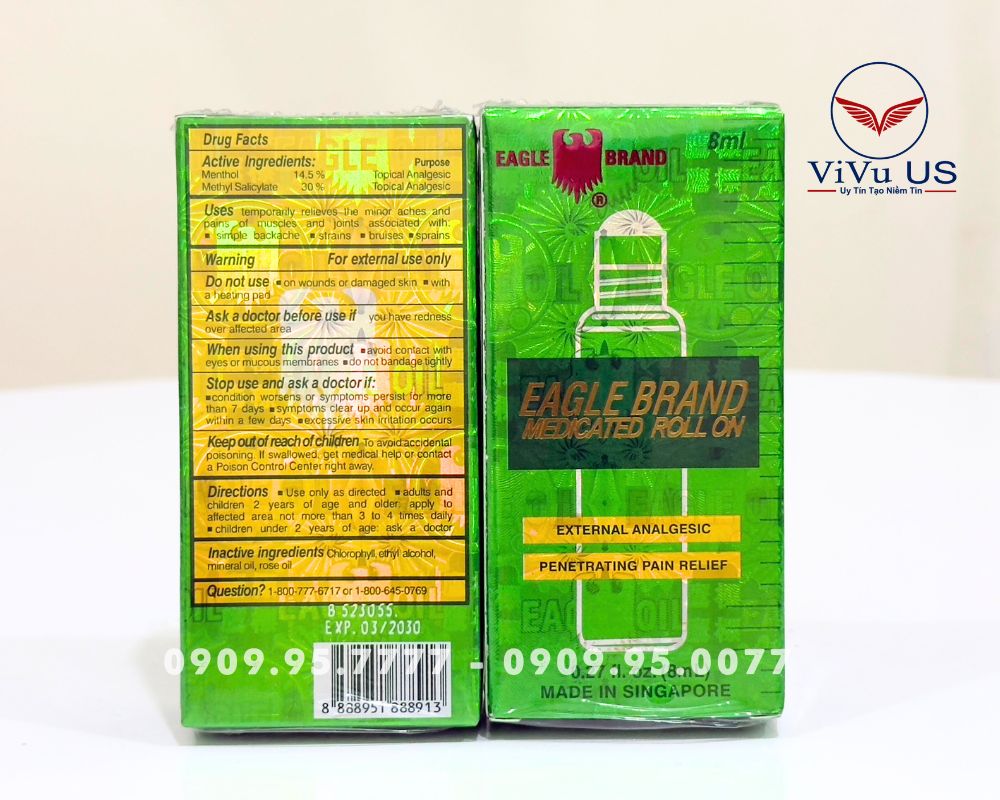 Drug Facts
Active Ingredients: Purpose
Menthol 14.5 % Topical Analgesic
Methyl Salicylate 30 % Topical Analgesic
Uses temporarily relieves the minor aches and
pains of muscles and joints associated with:
▪ simple backache ▪ strains ▪ bruises ▪ sprains
Warning For external use only
Do not use ▪ on wounds or damaged skin ▪ with
a heating pad
Ask a doctor before use if you have redness
over affected area
When using this product ▪ avoid contact with
eyes or mucous membranes ▪ do not bandage tightly
Stop use and ask a doctor if:
▪ condition worsens or symptoms persist for more
than 7 days ▪ symptoms clear up and occur again
within a few days ▪ excessive skin irritation occurs
Keep out of reach of children To avoid accidental
poisoning. If swallowed, get medical help or contact
a Poison Control Center right away.
Directions ▪ Use only as directed ▪ adults and
children 2 years of age and older: apply to
affected area not more than 3 to 4 times daily
▪ children under 2 years of age: ask a doctor
Inactive ingredients Chlorophyll, ethyl alcohol,
mineral oil, rose oil
Question? 1-800-777-6717 or 1-800-645-0769
B 523055.
EXP. 03/2030
8 888951 888913
8ml
EAGLE BRAND
®
EAGLE BRAND
MEDICATED ROLL ON
EXTERNAL ANALGESIC
PENETRATING PAIN RELIEF
0.27 fl. oz. (8.mL)
MADE IN SINGAPORE
ViVu US
Uy Tín Tạo Niềm Tin
0909.95.7777 - 0909.95.0077